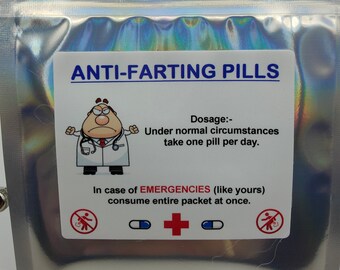 ANTI-FARTING PILLS
Dosage:-
Under normal circumstances
take one pill per day.
In case of EMERGENCIES (like yours)
consume entire packet at once.